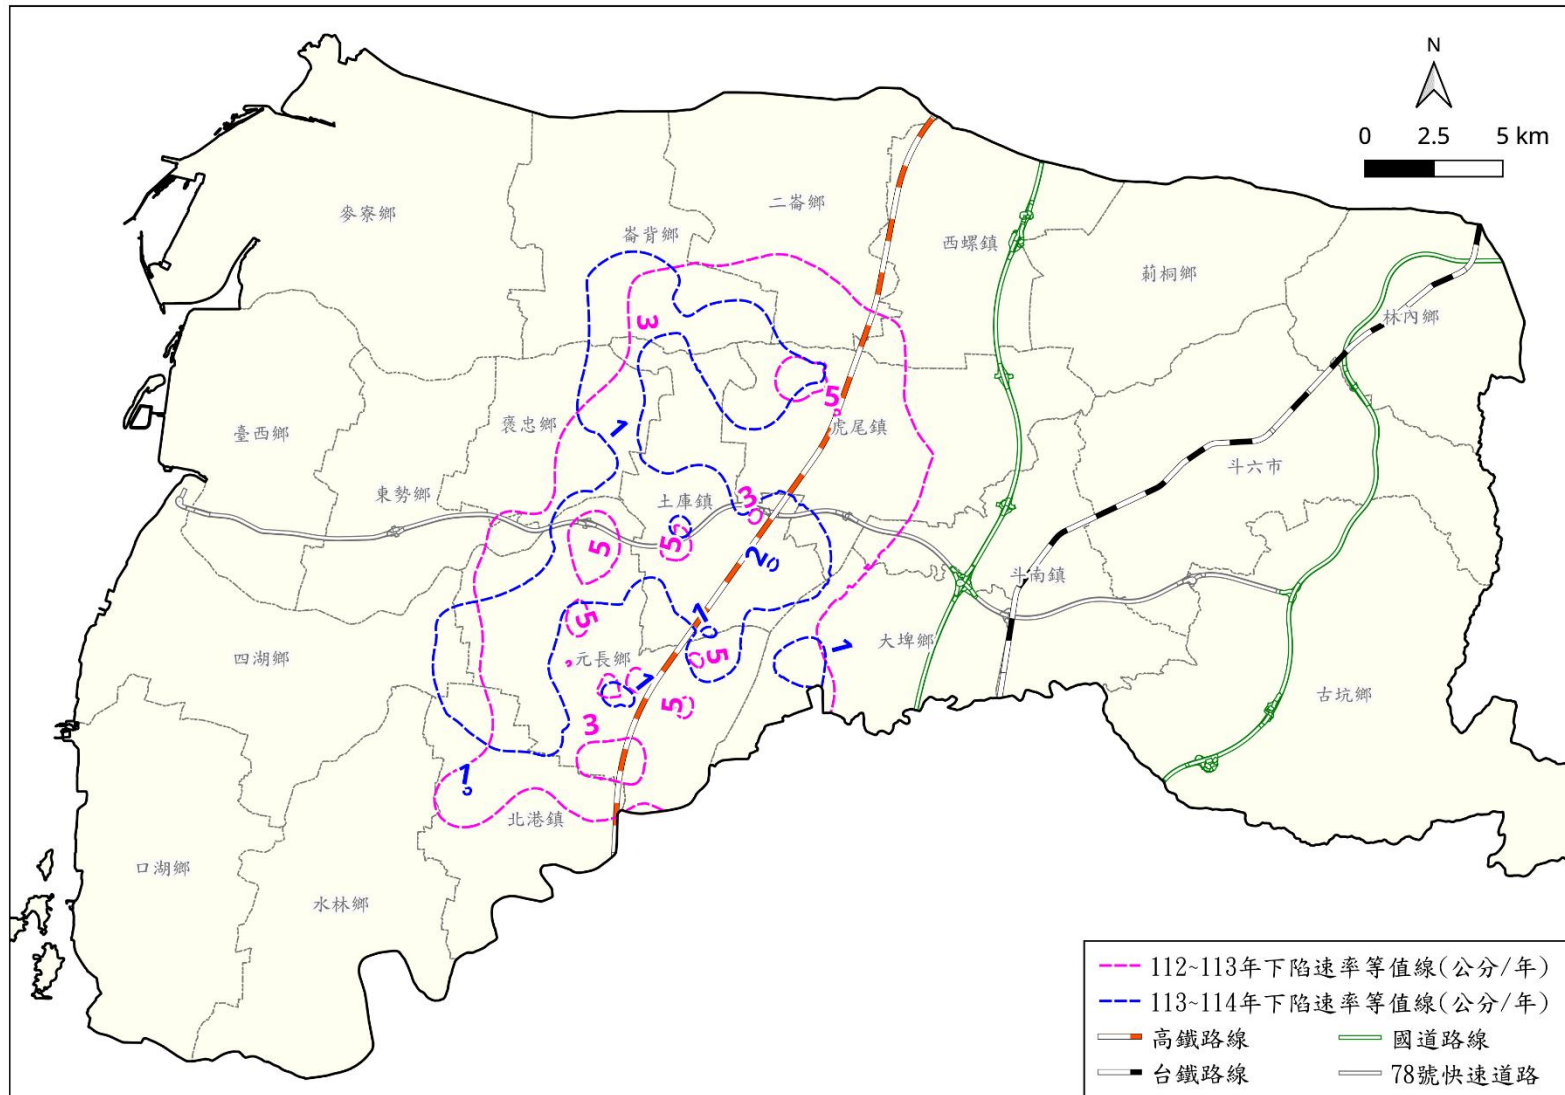 N
0 2.5 5 km
麥寮鄉
二崙鄉
崙背鄉
西螺鎮
莿桐鄉
林內鄉
3
5
虎尾鎮
褒忠鄉
1
臺西鄉
斗六市
東勢鄉
土庫鎮
3
5
5
2
斗南鎮
5
1
1
大埤鄉
四湖鄉
元長鄉
5
1
古坑鄉
5
3
1
北港鎮
口湖鄉
水林鄉
112~113年下陷速率等值線(公分/年)
113~114年下陷速率等值線(公分/年)
高鐵路線 國道路線
台鐵路線 78號快速道路